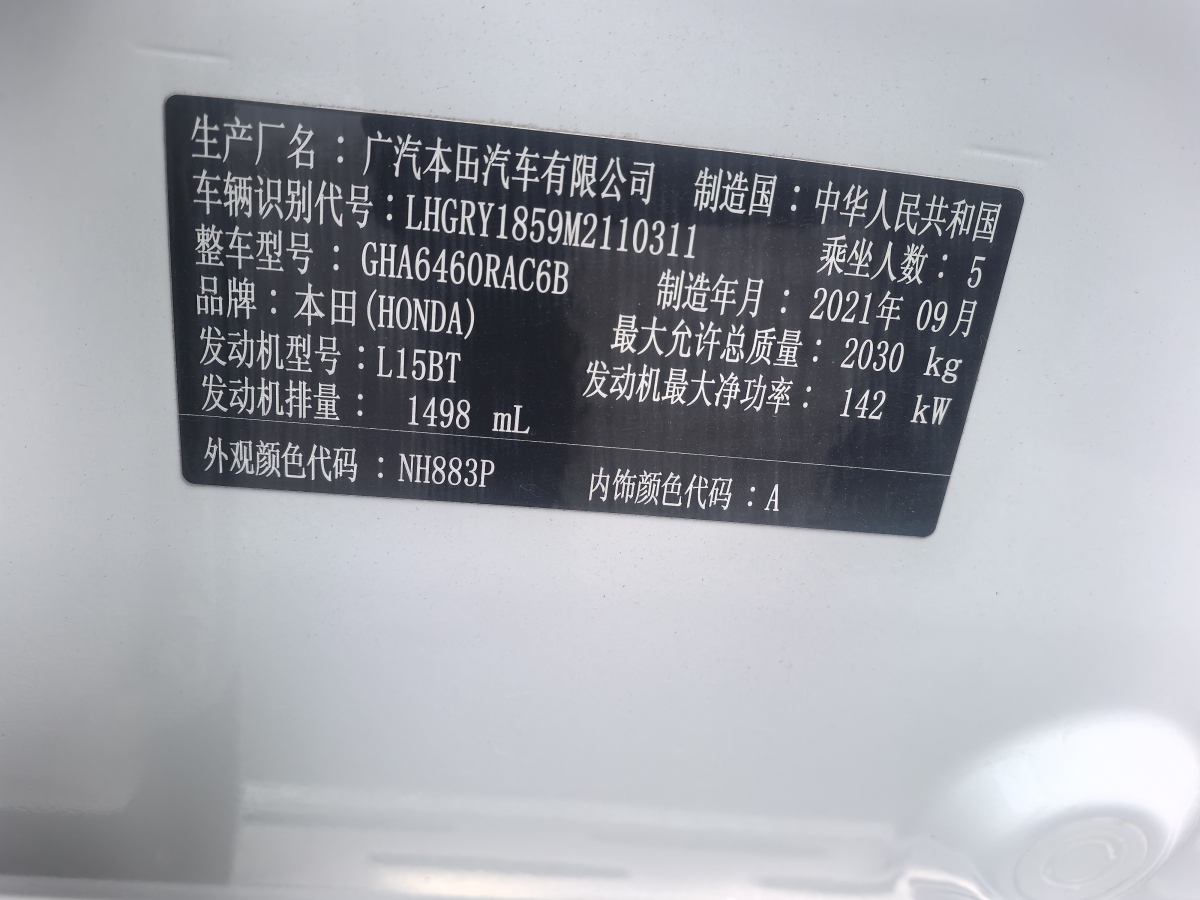 生产厂名：广汽本田汽车有限公司 制造国：中华人民共和国
车辆识别代号：LHGRY1859M2110311 乘坐人数：5
整车型号：GHA6460RAC6B 制造年月：2021年 09月
品牌：本田(HONDA) 最大允许总质量：2030 kg
发动机型号：L15BT 发动机最大净功率：142 kW
发动机排量：1498 mL
外观颜色代码：NH883P 内饰颜色代码：A